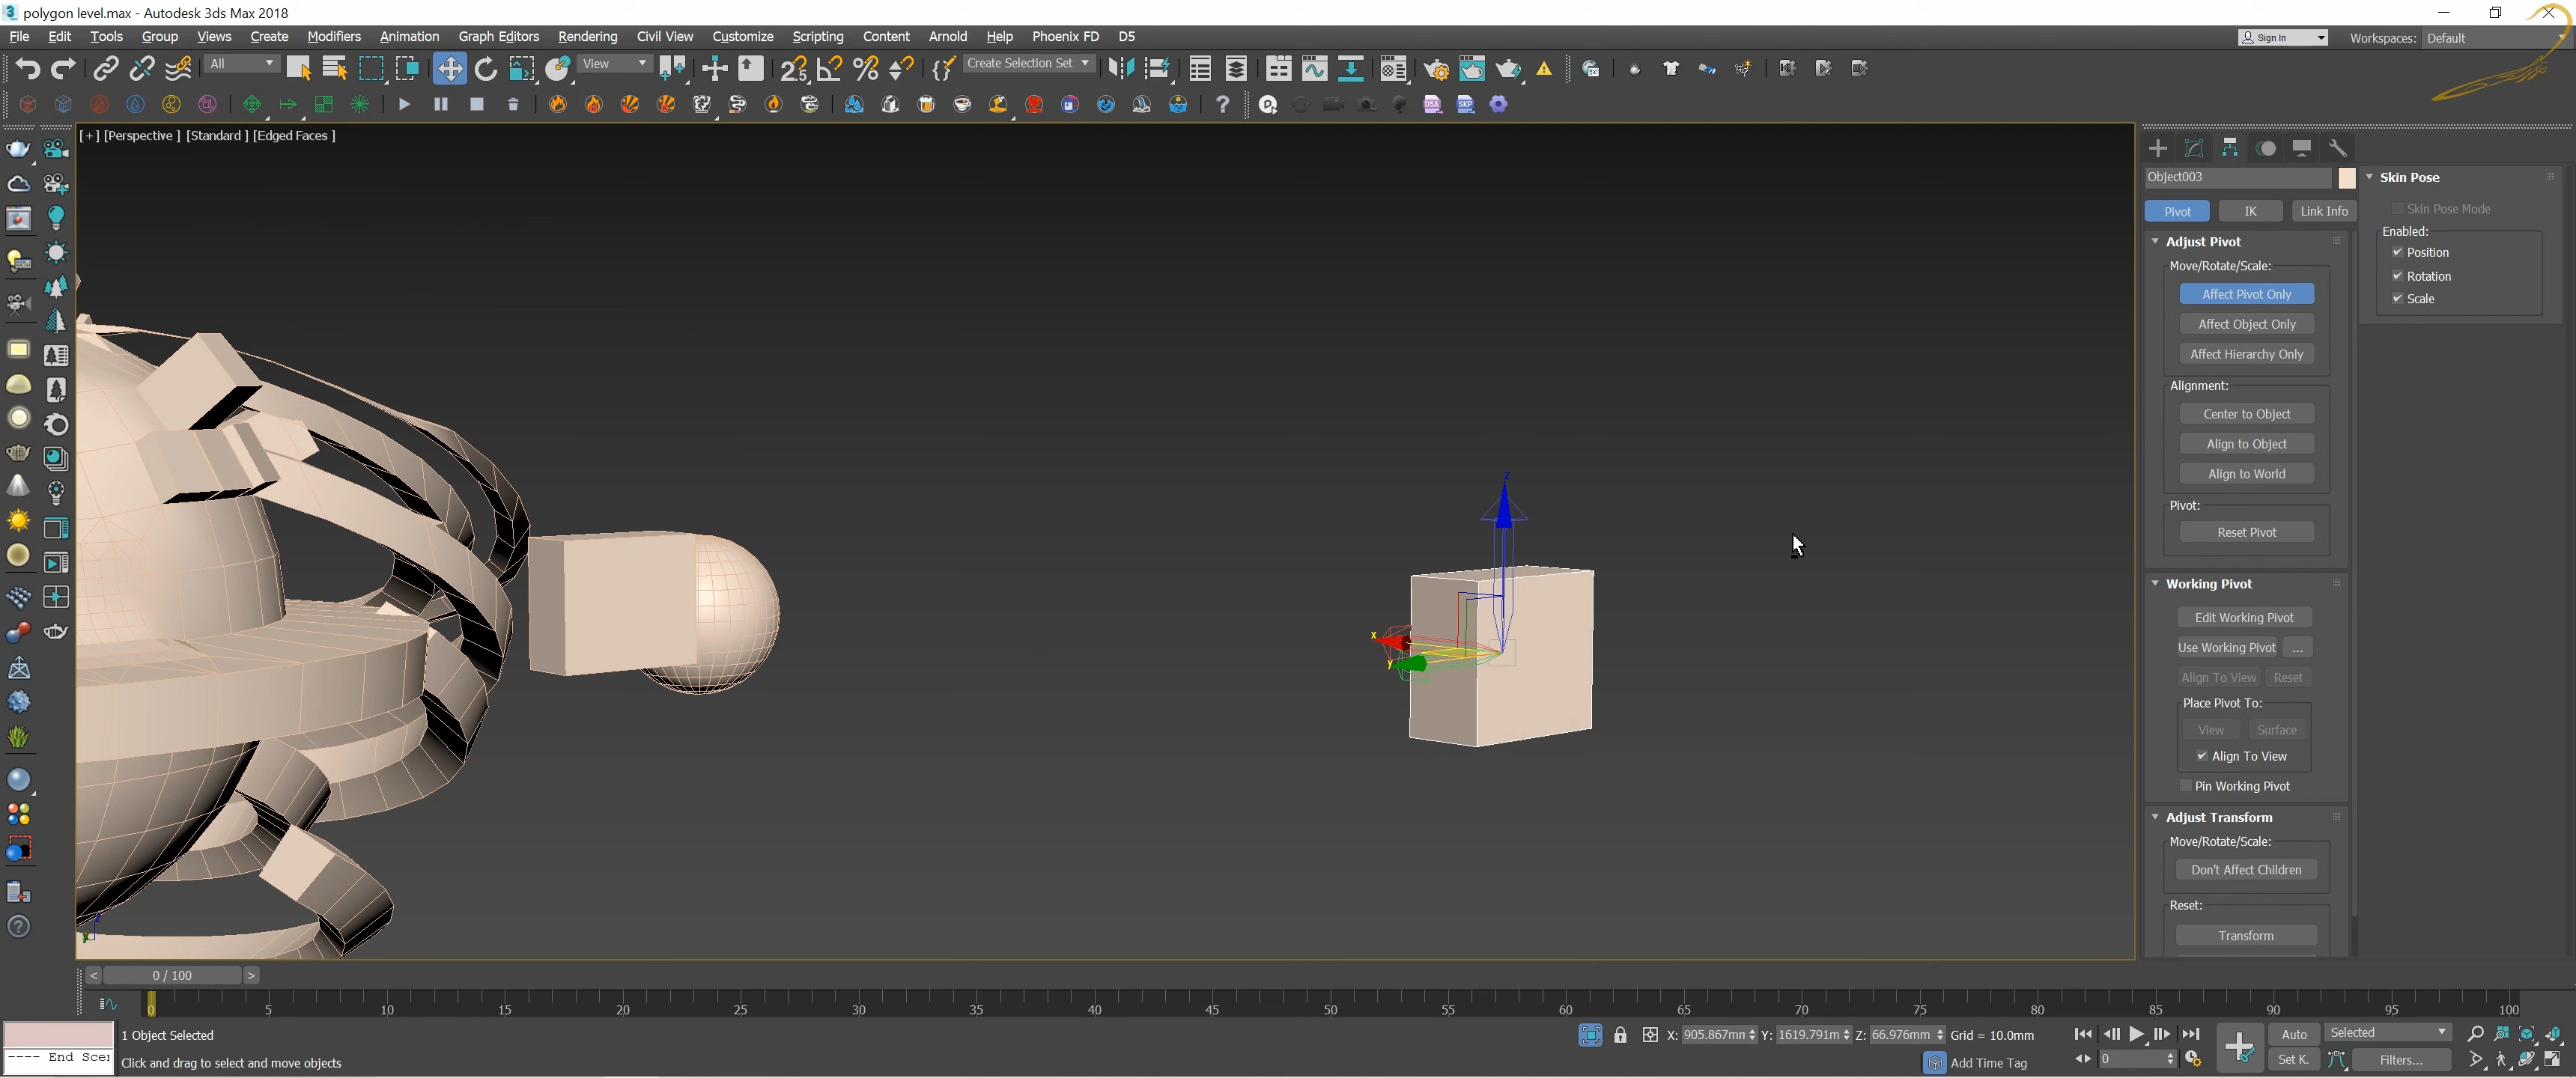 3 polygon level.max - Autodesk 3ds Max 2018
File Edit Tools Group Views Create Modifiers Animation Graph Editors Rendering Civil View Customize Scripting Content Arnold Help Phoenix FD D5
Sign In Workspaces: Default
All View Create Selection Set
[+] [Perspective ] [Standard ] [Edged Faces ]
Object003
Skin Pose
Skin Pose Mode
Pivot IK Link Info
Enabled:
Adjust Pivot
Position
Move/Rotate/Scale:
Rotation
Affect Pivot Only
Scale
Affect Object Only
Affect Hierarchy Only
Alignment:
Center to Object
Align to Object
Align to World
Pivot:
Reset Pivot
Working Pivot
Edit Working Pivot
Use Working Pivot ...
Align To View Reset
Place Pivot To:
View Surface
Align To View
Pin Working Pivot
Adjust Transform
Move/Rotate/Scale:
Don't Affect Children
Reset:
Transform
z
x
y
< 0 / 100 >
0 5 10 15 20 25 30 35 40 45 50 55 60 65 70 75 80 85 90 95 100
1 Object Selected
X: 905.867mm Y: 1619.791m Z: 66.976mm Grid = 10.0mm
Auto Selected
---- End Scer
Click and drag to select and move objects
Add Time Tag
0
Set K. Filters...